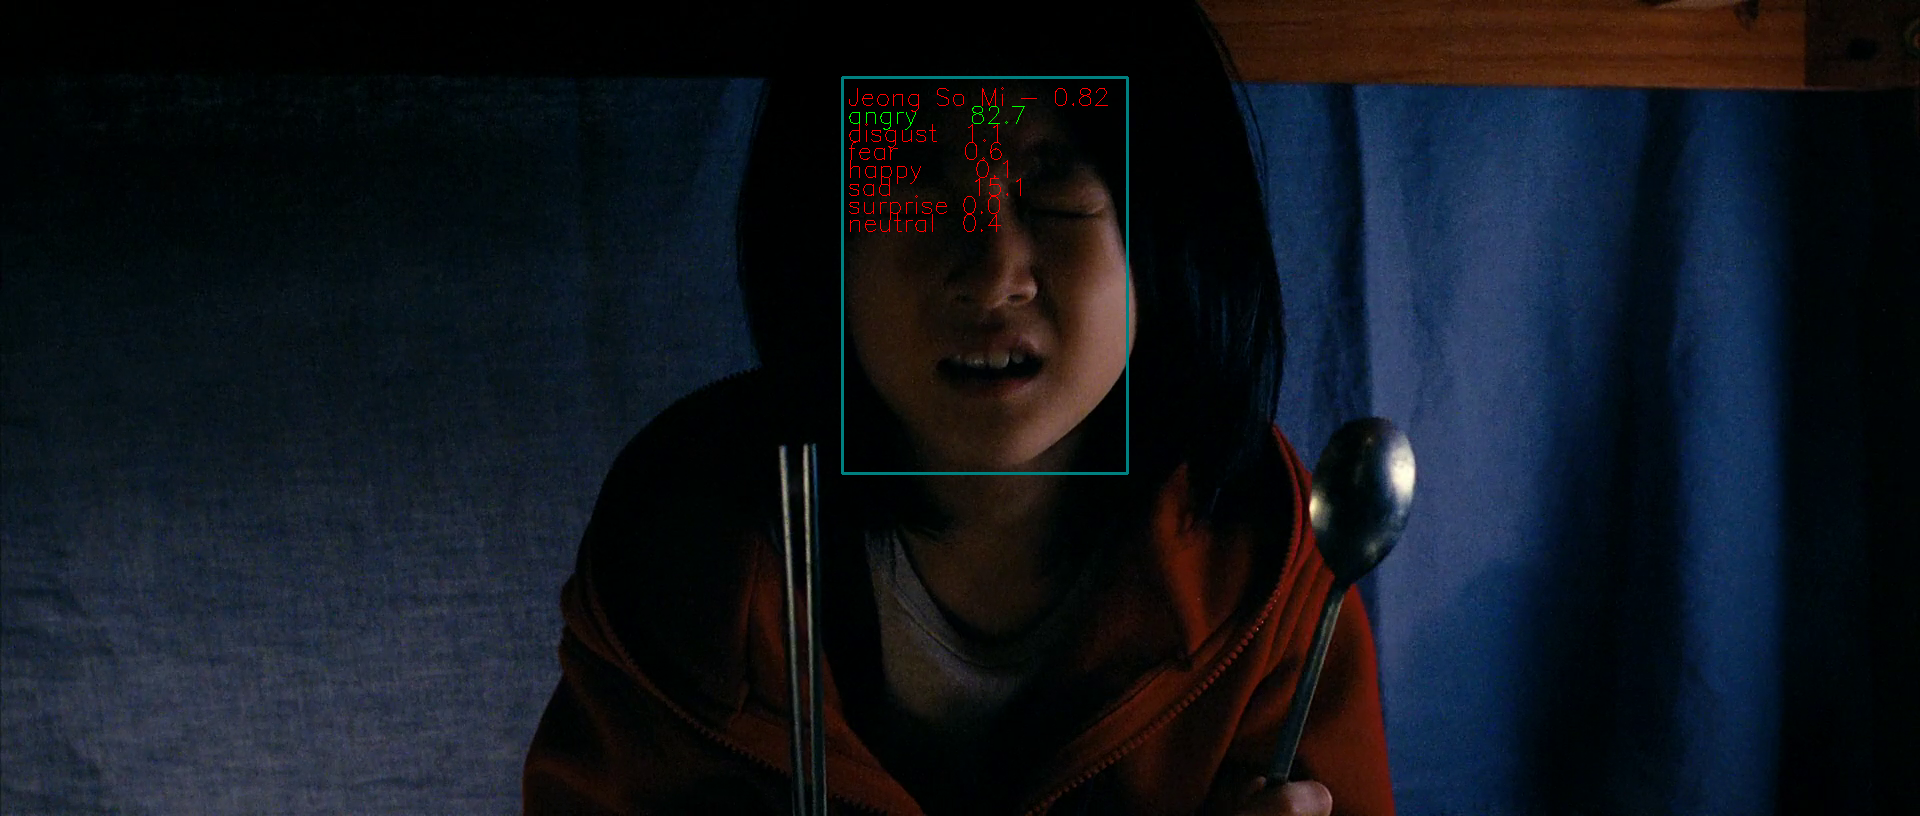 Jeong So Mi - 0.82
angry 82.7
disgust 1.1
fear 0.6
happy 0.1
sad 15.1
surprise 0.0
neutral 0.4